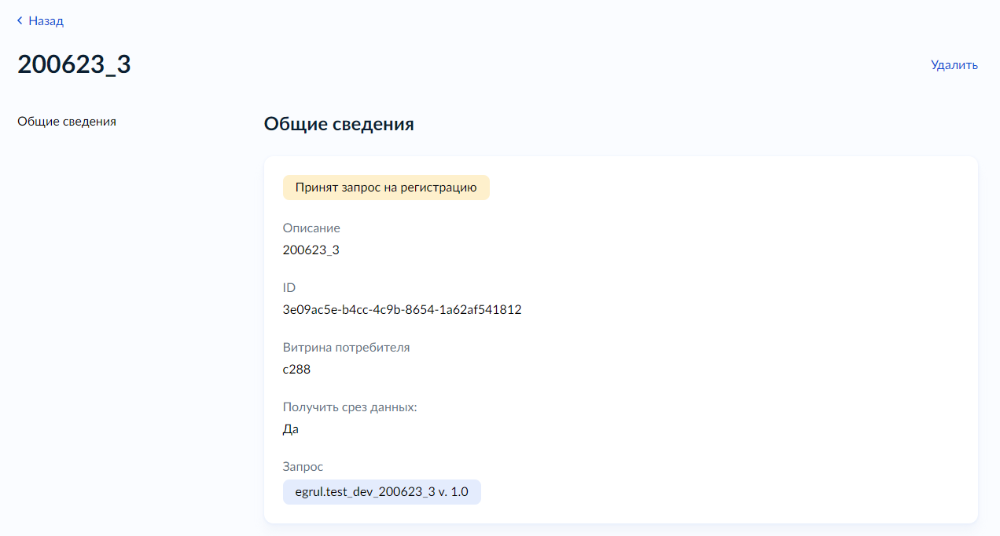 Назад
200623_3
Удалить
Общие сведения
Общие сведения
Принят запрос на регистрацию
Описание
200623_3
ID
3e09ac5e-b4cc-4c9b-8654-1a62af541812
Витрина потребителя
c288
Получить срез данных:
Да
Запрос
egrul.test_dev_200623_3 v. 1.0